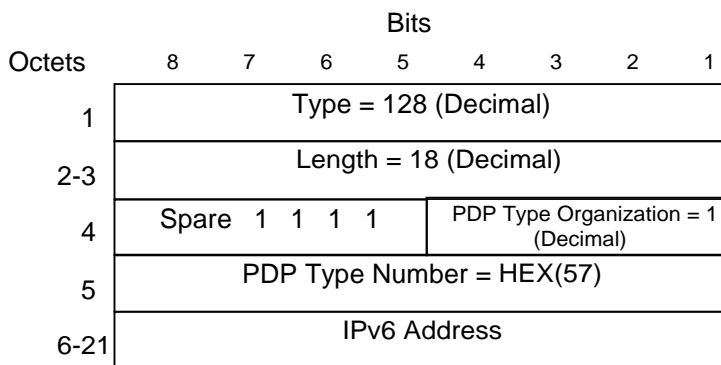 Bits
Octets 8 7 6 5 4 3 2 1
1 Type = 128 (Decimal)
2-3 Length = 18 (Decimal)
4 Spare 1 1 1 1 PDP Type Organization = 1
(Decimal)
5 PDP Type Number = HEX(57)
6-21 IPv6 Address